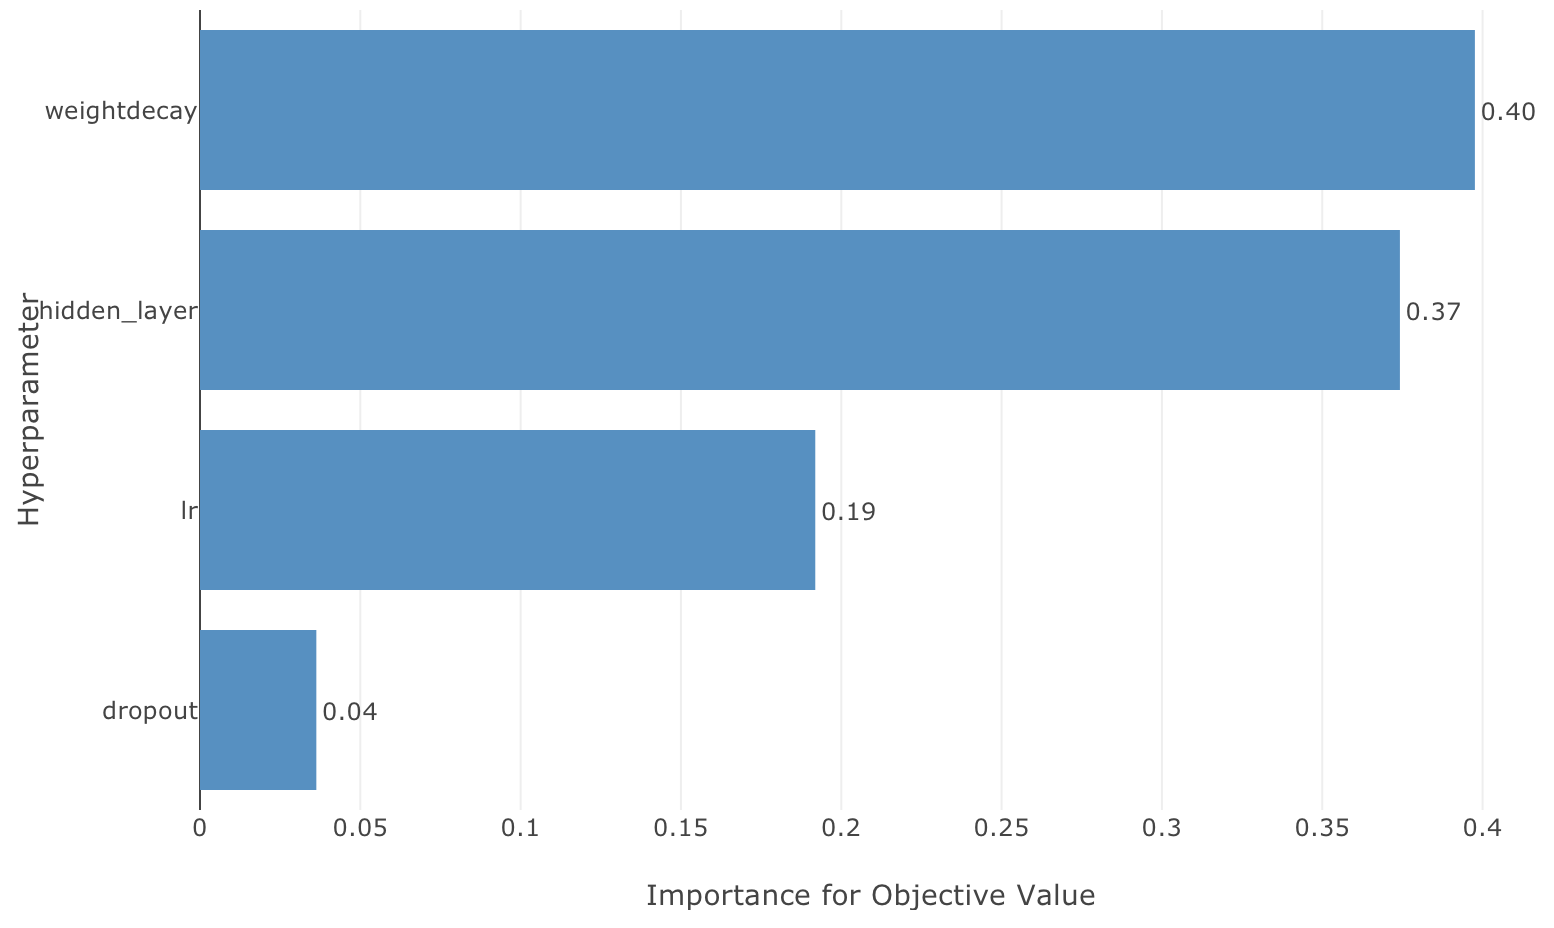 weightdecay
0.40
hidden_layer
0.37
Hyperparameter
lr
0.19
dropout
0.04
0 0.05 0.1 0.15 0.2 0.25 0.3 0.35 0.4
Importance for Objective Value